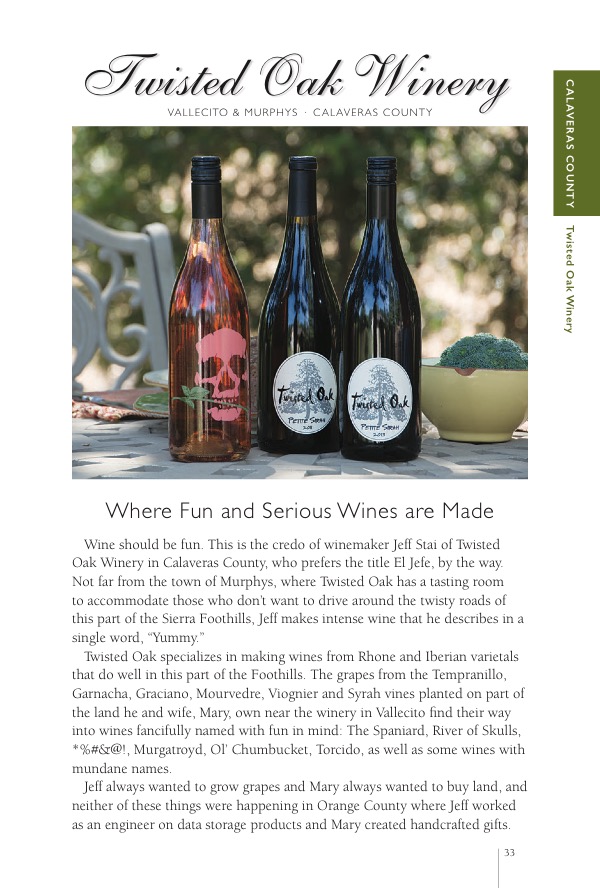 Twisted Oak Winery
VALLECITO & MURPHYS · CALAVERAS COUNTY
CALAVERAS COUNTY
Twisted Oak Winery
Twisted Oak
PETITE SIRAH
Twisted Oak
PETITE SIRAH
Where Fun and Serious Wines are Made
Wine should be fun. This is the credo of winemaker Jeff Stai of Twisted
Oak Winery in Calaveras County, who prefers the title El Jefe, by the way.
Not far from the town of Murphys, where Twisted Oak has a tasting room
to accommodate those who don't want to drive around the twisty roads of
this part of the Sierra Foothills, Jeff makes intense wine that he describes in a
single word, “Yummy.”
Twisted Oak specializes in making wines from Rhone and Iberian varietals
that do well in this part of the Foothills. The grapes from the Tempranillo,
Garnacha, Graciano, Mourvedre, Viognier and Syrah vines planted on part of
the land he and wife, Mary, own near the winery in Vallecito find their way
into wines fancifully named with fun in mind: The Spaniard, River of Skulls,
*%#&@!, Murgatroyd, Ol' Chumbucket, Torcido, as well as some wines with
mundane names.
Jeff always wanted to grow grapes and Mary always wanted to buy land, and
neither of these things were happening in Orange County where Jeff worked
as an engineer on data storage products and Mary created handcrafted gifts.
33